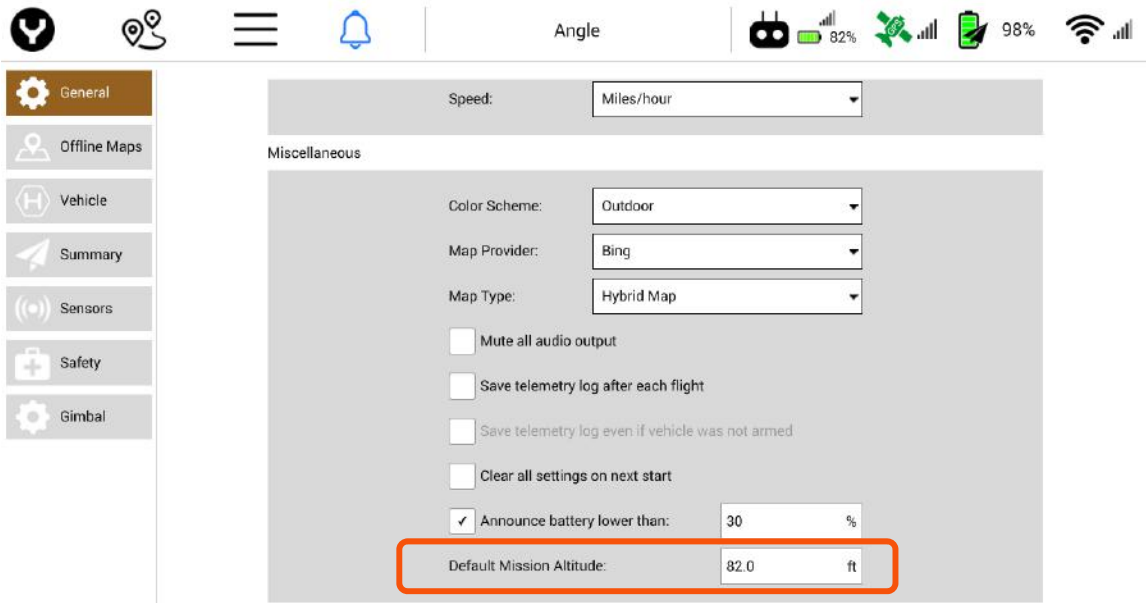 Angle
82%
98%
General
Offline Maps
Vehicle
Summary
Sensors
Safety
Gimbal
Speed: Miles/hour
Miscellaneous
Color Scheme: Outdoor
Map Provider: Bing
Map Type: Hybrid Map
Mute all audio output
Save telemetry log after each flight
Save telemetry log even if vehicle was not armed
Clear all settings on next start
Announce battery lower than: 30 %
Default Mission Altitude: 82.0 ft